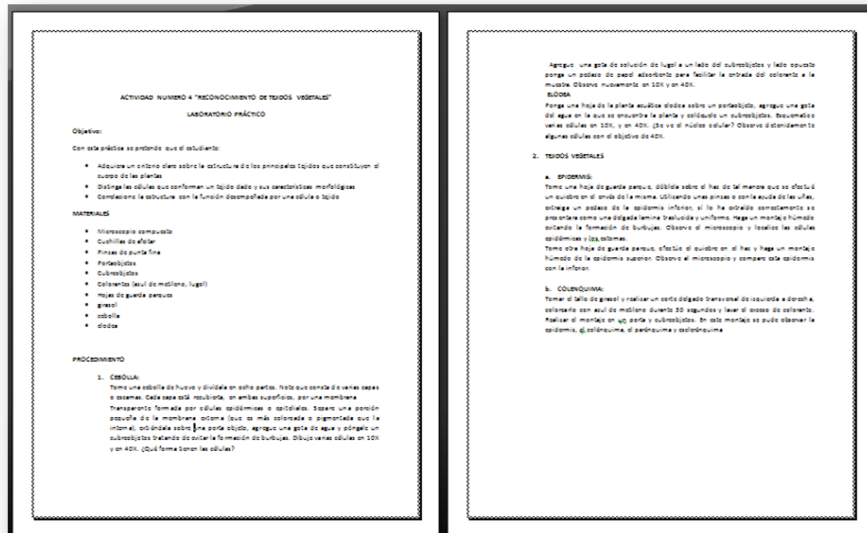 ACTIVIDAD NUMERO 4 "RECONOCIMIENTO DE TEJIDOS VEGETALES"
LABORATORIO PRÁCTICO
Objetivo:
Con esta práctica se pretende que el estudiante:
Adquiera un criterio claro sobre la estructura de los principales tejidos que constituyen el
cuerpo de las plantas
Distinga las células que conforman un tejido dado y sus características morfológicas
Correlacione la estructura con la función desempeñada por una célula o tejido
MATERIALES
Microscopio compuesto
Cuchillas de afeitar
Pinzas de punta fina
Portaobjetos
Cubreobjetos
Colorantes (azul de metileno, lugol)
Hojas de guarda parques
girasol
cebolla
elodea
PROCEDIMIENTO
1. CEBOLLA:
Tome una cebolla de huevo y divídala en ocho partes. Note que consta de varias capas
o escamas. Cada capa está recubierta, en ambas superficies, por una membrana
Transparente formada por células epidérmicas o epiteliales. Separe una porción
pequeña de la membrana externa (que es más coloreada o pigmentada que la
interna), extiéndala sobre una porta objeto, agregue una gota de agua y póngale un
cubreobjetos tratando de evitar la formación de burbujas. Dibuje varias células en 10X
y en 40X. ¿Qué forma tienen las células?
Agregue una gota de solución de lugol a un lado del cubreobjetos y lado opuesto
ponga un pedazo de papel adsorbente para facilitar la entrada del colorante a la
muestra. Observe nuevamente en 10X y en 40X.
ELÓDEA
Ponga una hoja de la planta acuática elodea sobre un portaobjeto, agregue una gota
del agua en la que se encuentra la planta y colóquele un cubreobjetos. Esquematice
varias células en 10X, y en 40X. ¿Se ve el núcleo celular? Observe detenidamente
algunas células con el objetivo de 40X.
2. TEJIDOS VEGETALES
a. EPIDERMIS:
Tome una hoja de guarda parque, dóblela sobre el has de tal manera que se efectué
un quiebre en el envés de la misma. Utilizando unas pinzas o con la ayuda de las uñas,
extraiga un pedazo de la epidermis inferior, si lo ha extraído correctamente se
presentara como una delgada lamina traslucida y uniforme. Haga un montaje húmedo
evitando la formación de burbujas. Observe al microscopio y localice las células
epidérmicas y los estomas.
Tome otra hoja de guarda parque, efectúe el quiebre en el has y haga un montaje
húmedo de la epidermis superior. Observe al microscopio y compare esta epidermis
con la inferior.
b. COLENQUIMA:
Tomar el tallo de girasol y realizar un corte delgado transversal de izquierda a derecha,
colorearlo con azul de metileno durante 30 segundos y lavar el exceso de colorante.
Realizar el montaje en un porta y cubreobjetos. En este montaje se pude observar la
epidermis, el colénquima, el parénquima y esclerénquima